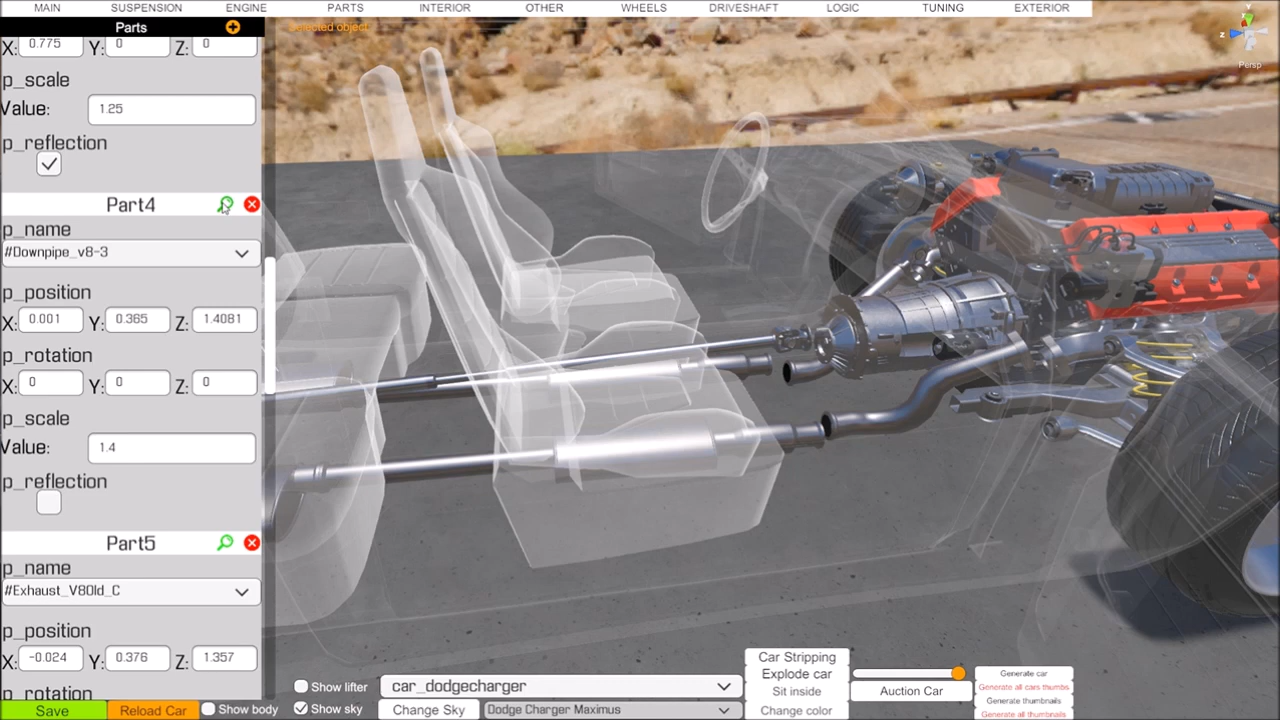 MAIN SUSPENSION ENGINE PARTS INTERIOR OTHER WHEELS DRIVESHAFT LOGIC TUNING EXTERIOR
Parts
Selected object
X: 0.775 Y: 0 Z: 0
p_scale
Value: 1.25
p_reflection
Part4
p_name
#Downpipe_v8-3
p_position
X: 0.001 Y: 0.365 Z: 1.4081
p_rotation
X: 0 Y: 0 Z: 0
p_scale
Value: 1.4
p_reflection
Part5
p_name
#Exhaust_V8Old_C
p_position
X: -0.024 Y: 0.376 Z: 1.357
p_rotation
Save Reload Car Show body Show sky
Show lifter
car_dodgecharger
Change Sky Dodge Charger Maximus
Car Stripping
Explode car
Sit inside
Change color
Auction Car
Generate car
Generate all cars thumbs
Generate thumbnails
Generate all thumbnails
Y
Z
Persp